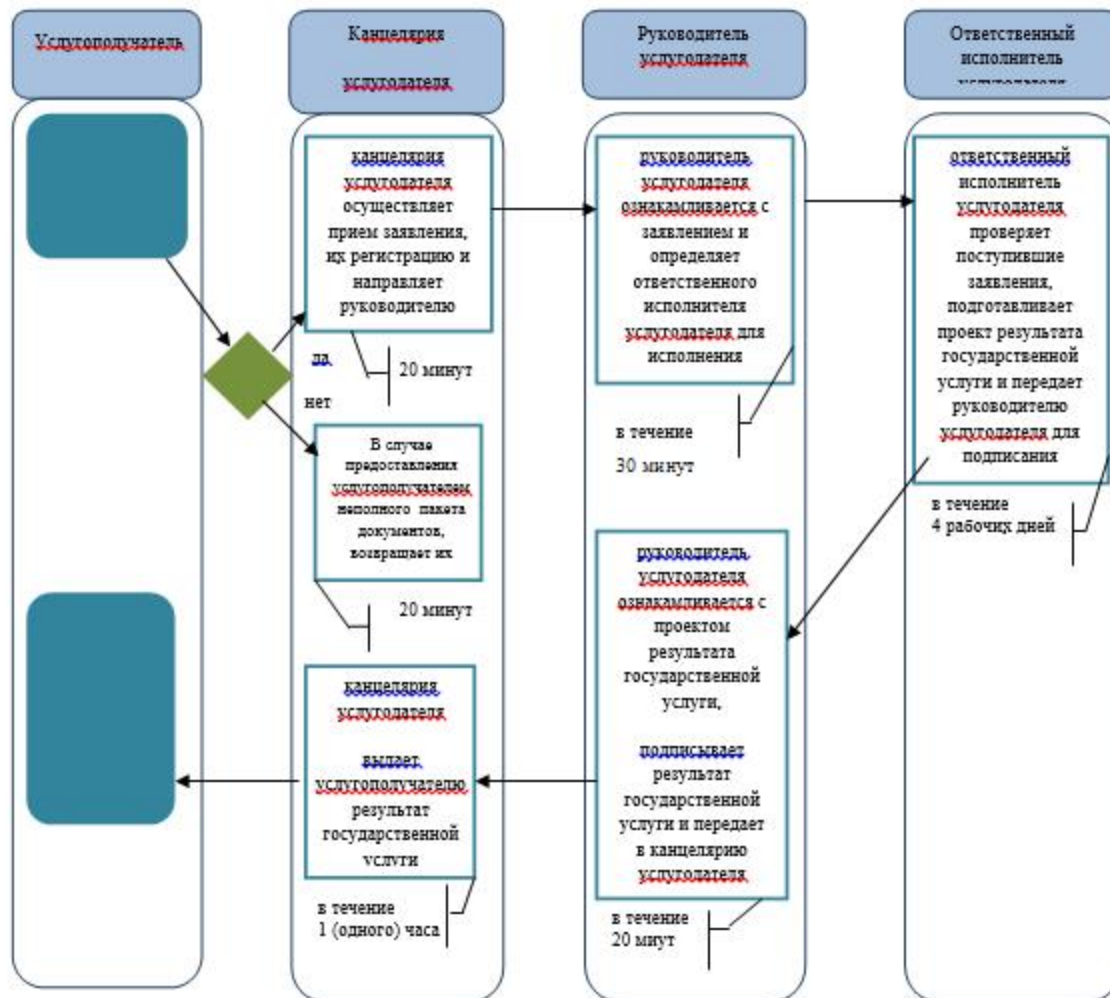 Услугополучатель
Канцелярия
услугодателя
Руководитель
услугодателя
Ответственный
исполнитель
услугодателя
канцелярия
услугодателя
осуществляет
прием заявления,
их регистрацию и
направляет
руководителю
да
20 минут
нет
В случае
предоставления
услугополучателем
неполного пакета
документов,
возвращает их
20 минут
канцелярия
услугодателя
выдает
услугополучателю
результат
государственной
услуги
в течение
1 (одного) часа
руководитель
услугодателя
ознакамливается с
заявлением и
определяет
ответственного
исполнителя
услугодателя для
исполнения
в течение
30 минут
руководитель
услугодателя
ознакамливается с
проектом
результата
государственной
услуги,
подписывает
результат
государственной
услуги и передает
в канцелярию
услугодателя
в течение
20 миут
ответственный
исполнитель
услугодателя
проверяет
поступившие
заявления,
подготавливает
проект результата
государственной
услуги и передает
руководителю
услугодателя для
подписания
в течение
4 рабочих дней